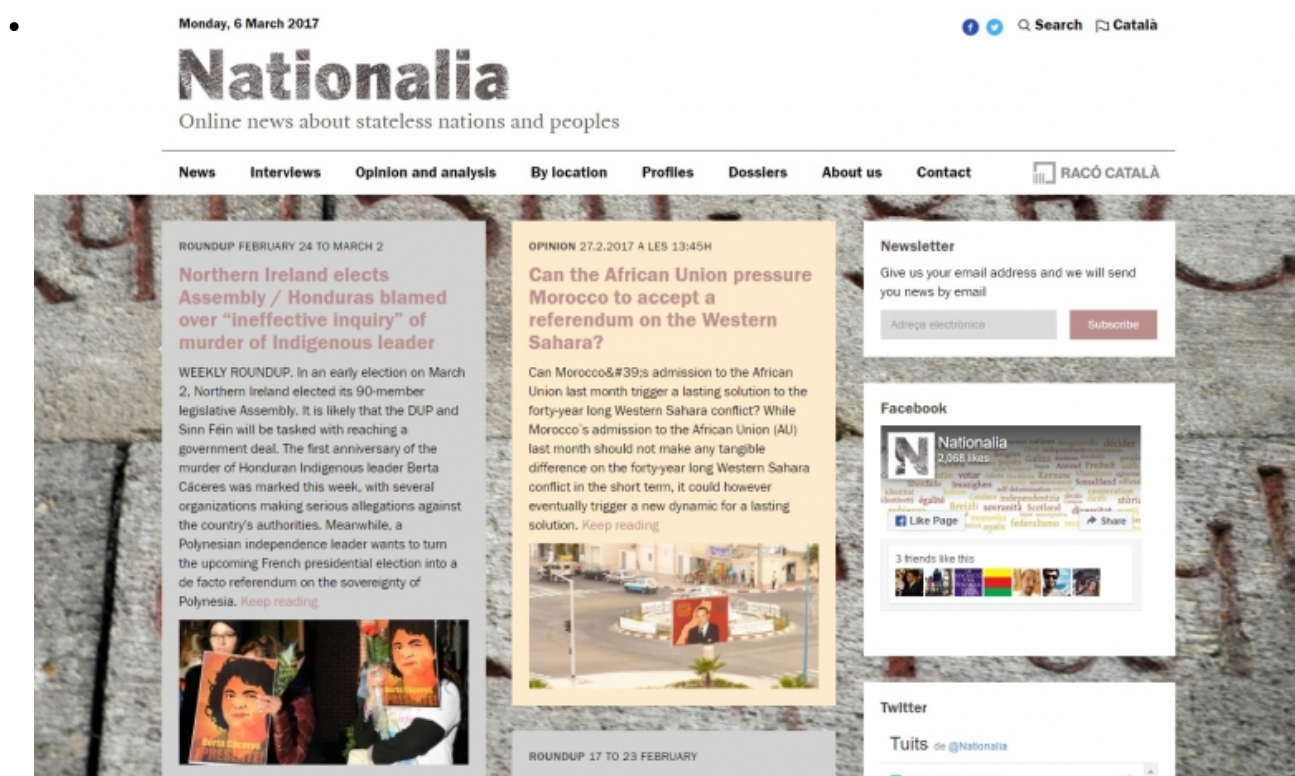 Monday, 6 March 2017
Search
Català
Nationalia
Online news about stateless nations and peoples
News
Interviews
Opinion and analysis
By location
Profiles
Dossiers
About us
Contact
RACÓ CATALÀ
ROUNDUP FEBRUARY 24 TO MARCH 2
Northern Ireland elects
Assembly / Honduras blamed
over “ineffective inquiry” of
murder of Indigenous leader
WEEKLY ROUNDUP. In an early election on March
2, Northern Ireland elected its 90-member
legislative Assembly. It is likely that the DUP and
Sinn Féin will be tasked with reaching a
government deal. The first anniversary of the
murder of Honduran Indigenous leader Berta
Cáceres was marked this week, with several
organizations making serious allegations against
the country's authorities. Meanwhile, a
Polynesian independence leader wants to turn
the upcoming French presidential election into a
de facto referendum on the sovereignty of
Polynesia. Keep reading
Berta Cáceres
OPINION 27.2.2017 A LES 13:45H
Can the African Union pressure
Morocco to accept a
referendum on the Western
Sahara?
Can Morocco&#39;s admission to the African
Union last month trigger a lasting solution to the
forty-year long Western Sahara conflict? While
Morocco's admission to the African Union (AU)
last month should not make any tangible
difference on the forty-year long Western Sahara
conflict in the short term, it could however
eventually trigger a new dynamic for a lasting
solution. Keep reading
ROUNDUP 17 TO 23 FEBRUARY
Newsletter
Give us your email address and we will send
you news by email
Adreça electrònica
Subscribe
Facebook
N
Nationalia
2,068 likes
votar
égalité
independentzia
Breizh sovranità Scotland
federalismo
Like Page
Share
3 friends like this
Twitter
Tuits de @Nationalia